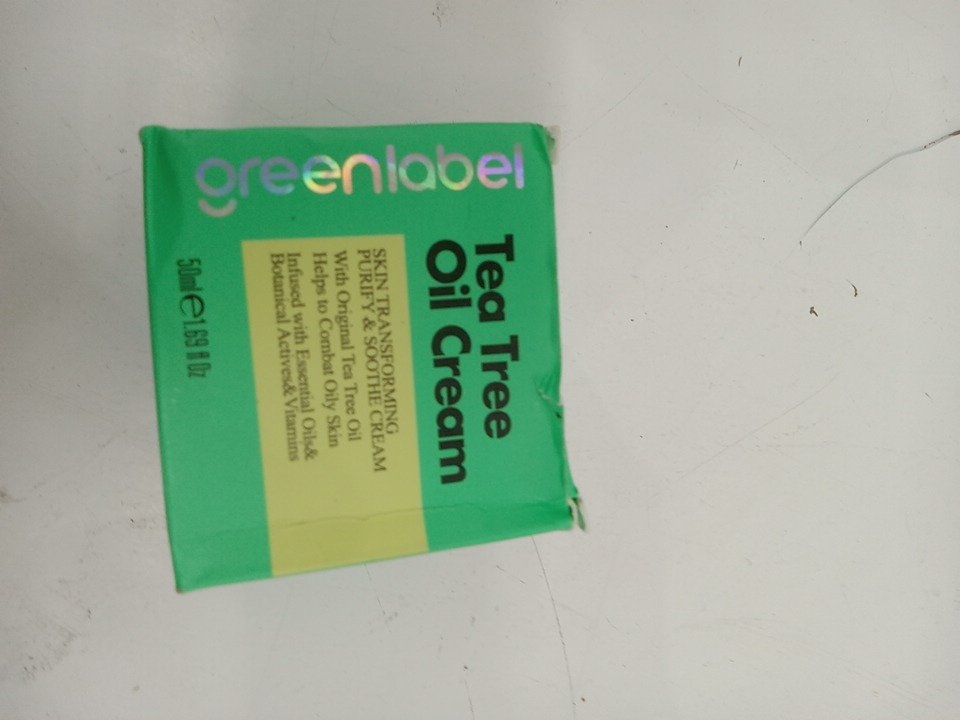 greenlabel
Tea Tree
Oil Cream
SKIN TRANSFORMING
PURIFY & SOOTHE CREAM
With Original Tea Tree Oil
Helps to Combat Oily Skin
Infused with Essential Oils&
Botanical Actives& Vitamins
50ml e 1.69 fl Oz